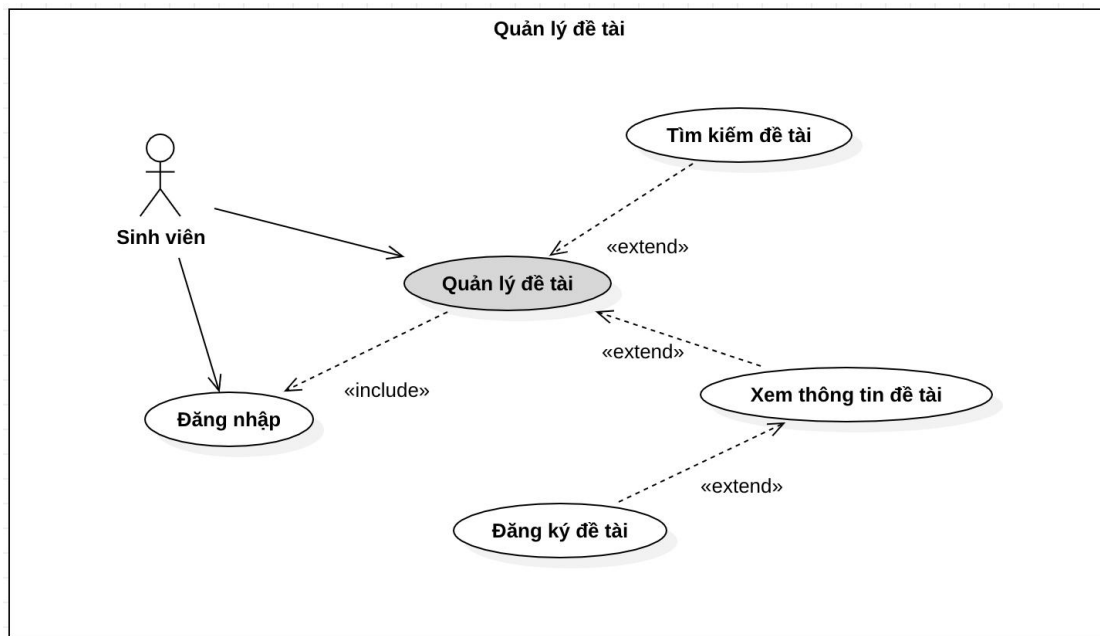 Quản lý đề tài
Tìm kiếm đề tài
Sinh viên
«extend»
Quản lý đề tài
«extend»
«include»
Xem thông tin đề tài
Đăng nhập
«extend»
Đăng ký đề tài